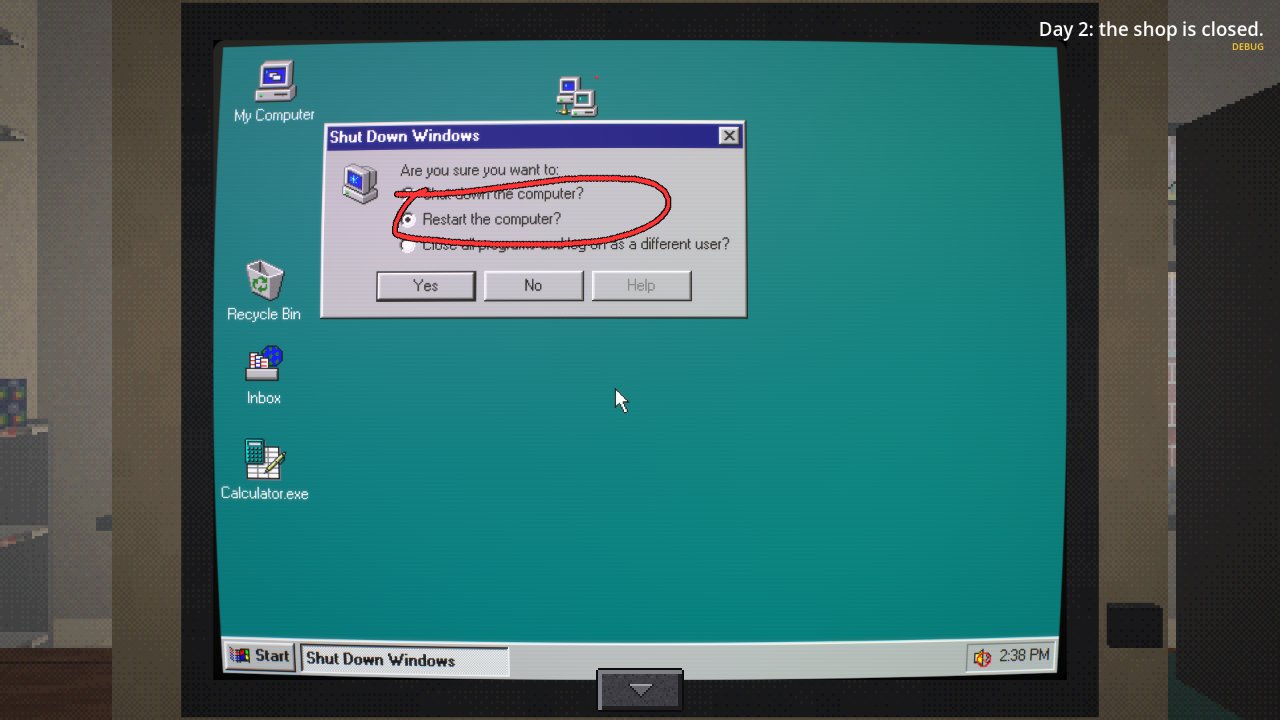 Day 2: the shop is closed.
DEBUG
My Computer
Shut Down Windows
Are you sure you want to:
Shut down the computer?
Restart the computer?
Close all programs and log on as a different user?
Yes No Help
Recycle Bin
Inbox
Calculator.exe
Start Shut Down Windows 2:38 PM